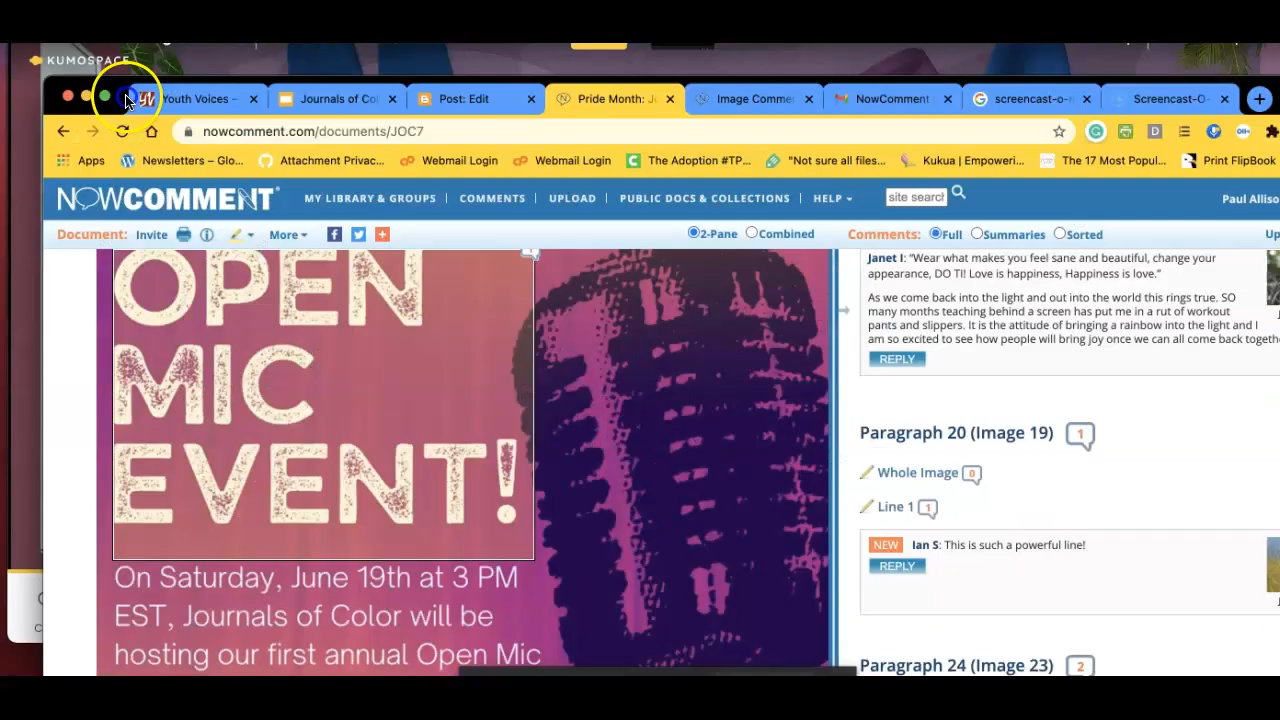 KUMOSPACE
Youth Voices –
Journals of Co
Post: Edit
Pride Month: J
Image Comme
NowComment
screencast-o-
Screencast-O-
nowcomment.com/documents/JOC7
Apps
Newsletters – Glo...
Attachment Privac...
Webmail Login
Webmail Login
The Adoption #TP...
"Not sure all files...
Kukua | Empoweri...
The 17 Most Popul...
Print FlipBook
NOWCOMMENT®
MY LIBRARY & GROUPS
COMMENTS
UPLOAD
PUBLIC DOCS & COLLECTIONS
HELP
site search
Paul Alliso
Document:
Invite
More
2-Pane
Combined
Comments:
Full
Summaries
Sorted
Up
OPEN
MIC
EVENT!
On Saturday, June 19th at 3 PM
EST, Journals of Color will be
hosting our first annual Open Mic
Janet I: “Wear what makes you feel sane and beautiful, change your
appearance, DO TI! Love is happiness, Happiness is love.”
As we come back into the light and out into the world this rings true. SO
many months teaching behind a screen has put me in a rut of workout
pants and slippers. It is the attitude of bringing a rainbow into the light and I
am so excited to see how people will bring joy once we can all come back togethe
REPLY
Paragraph 20 (Image 19) 1
Whole Image 0
Line 1 1
NEW Ian S: This is such a powerful line!
REPLY
Paragraph 24 (Image 23) 2